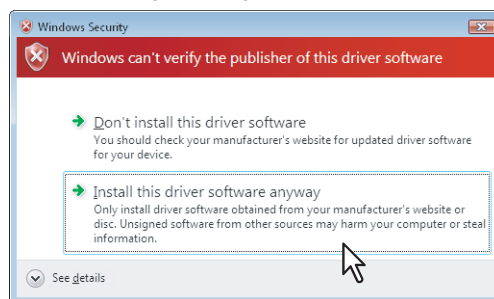 Windows Security
Windows can't verify the publisher of this driver software
Don't install this driver software
You should check your manufacturer's website for updated driver software
for your device.
Install this driver software anyway
Only install driver software obtained from your manufacturer's website or
disc. Unsigned software from other sources may harm your computer or steal
information.
See details